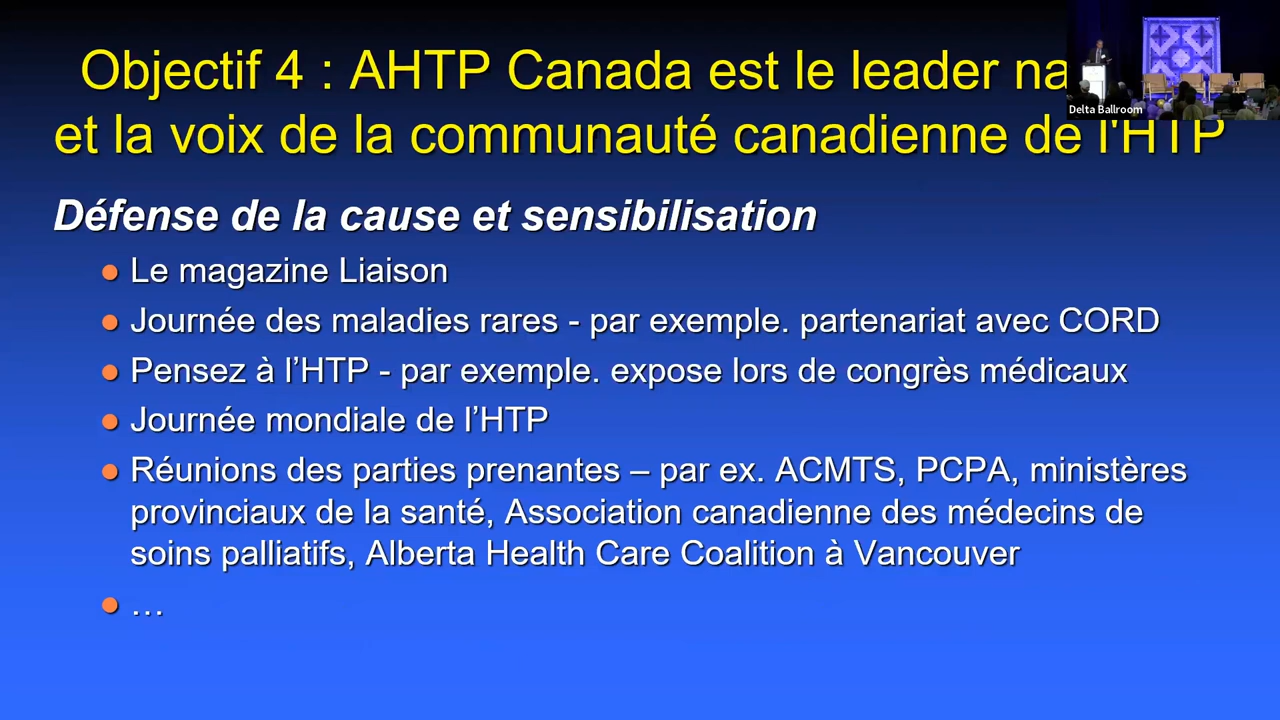 Objectif 4 : AHTP Canada est le leader
et la voix de la communauté canadienne de l'HTP
Delta Ballroom
Défense de la cause et sensibilisation
● Le magazine Liaison
● Journée des maladies rares - par exemple. partenariat avec CORD
● Pensez à l’HTP - par exemple. expose lors de congrès médicaux
● Journée mondiale de l’HTP
● Réunions des parties prenantes – par ex. ACMTS, PCPA, ministères
provinciaux de la santé, Association canadienne des médecins de
soins palliatifs, Alberta Health Care Coalition à Vancouver
● …